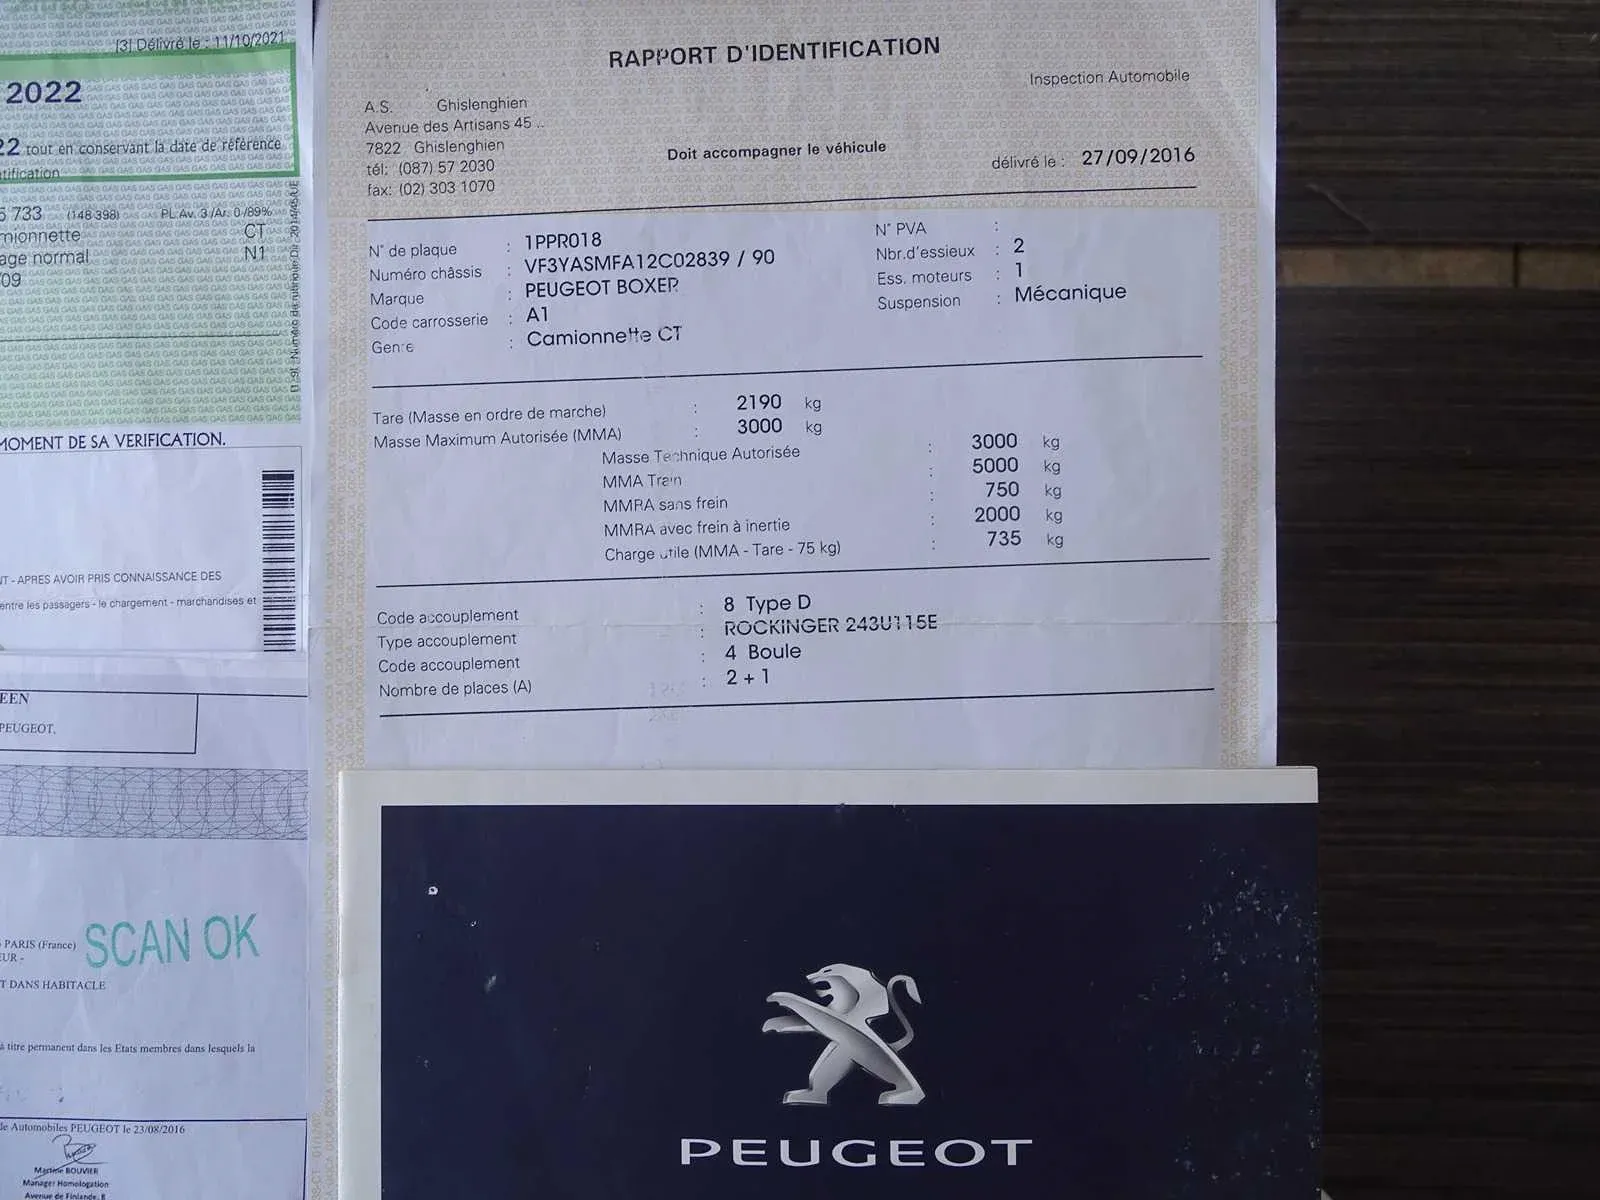 [3] Délivré le : 11/10/2021
2022
22 tout en conservant la date de référence
tification
5 733 (148 398) PL:Av. 3 /Ar. 0 /89%
mionnette CT
age normal N1
/09
MOMENT DE SA VERIFICATION.
NT - APRES AVOIR PRIS CONNAISSANCE DES
entre les passagers - le chargement - marchandises et
EEN
PEUGEOT.
PARIS (France)
EUR -
SCAN OK
T DANS HABITACLE
à titre permanent dans les Etats membres dans lesquels la
de Automobiles PEUGEOT le 23/08/2016
Martine BOUVIER
Manager Homologation
Avenue de Finlande, 8
RAPPORT D'IDENTIFICATION
Inspection Automobile
A.S. Ghislenghien
Avenue des Artisans 45 ..
7822 Ghislenghien
tél: (087) 57 2030
fax: (02) 303 1070
Doit accompagner le véhicule
délivré le : 27/09/2016
N° de plaque : 1PPR018
Numéro châssis : VF3YASMFA12C02839 / 90
Marque : PEUGEOT BOXER
Code carrosserie : A1
Genre : Camionnette CT
N° PVA :
Nbr.d'essieux : 2
Ess. moteurs : 1
Suspension : Mécanique
Tare (Masse en ordre de marche) : 2190 kg
Masse Maximum Autorisée (MMA) : 3000 kg
Masse Technique Autorisée : 3000 kg
MMA Train : 5000 kg
MMRA sans frein : 750 kg
MMRA avec frein à inertie : 2000 kg
Charge utile (MMA - Tare - 75 kg) : 735 kg
Code accouplement : 8 Type D
Type accouplement : ROCKINGER 243U115E
Code accouplement : 4 Boule
Nombre de places (A) : 2 + 1
PEUGEOT